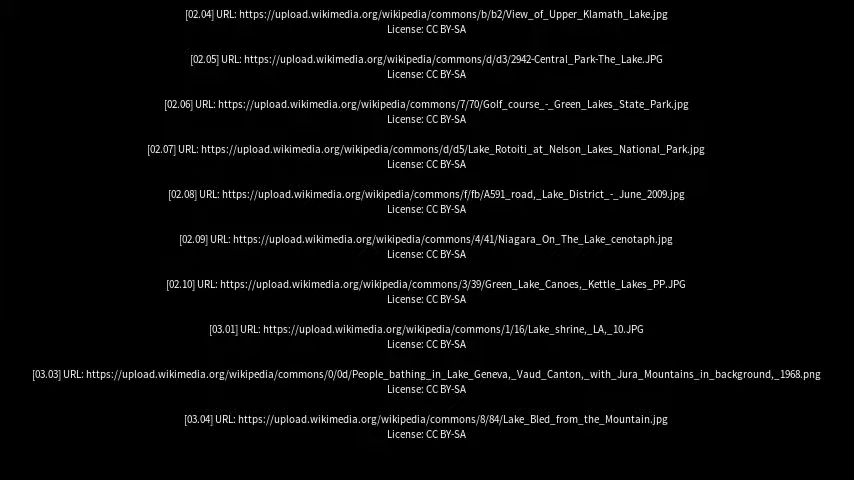 [02.04] URL: https://upload.wikimedia.org/wikipedia/commons/b/b2/View_of_Upper_Klamath_Lake.jpg
License: CC BY-SA
[02.05] URL: https://upload.wikimedia.org/wikipedia/commons/d/d3/2942-Central_Park-The_Lake.JPG
License: CC BY-SA
[02.06] URL: https://upload.wikimedia.org/wikipedia/commons/7/70/Golf_course_-_Green_Lakes_State_Park.jpg
License: CC BY-SA
[02.07] URL: https://upload.wikimedia.org/wikipedia/commons/d/d5/Lake_Rotoiti_at_Nelson_Lakes_National_Park.jpg
License: CC BY-SA
[02.08] URL: https://upload.wikimedia.org/wikipedia/commons/f/fb/A591_road,_Lake_District_-_June_2009.jpg
License: CC BY-SA
[02.09] URL: https://upload.wikimedia.org/wikipedia/commons/4/41/Niagara_On_The_Lake_cenotaph.jpg
License: CC BY-SA
[02.10] URL: https://upload.wikimedia.org/wikipedia/commons/3/39/Green_Lake_Canoes,_Kettle_Lakes_PP.JPG
License: CC BY-SA
[03.01] URL: https://upload.wikimedia.org/wikipedia/commons/1/16/Lake_shrine,_LA,_10.JPG
License: CC BY-SA
[03.03] URL: https://upload.wikimedia.org/wikipedia/commons/0/0d/People_bathing_in_Lake_Geneva,_Vaud_Canton,_with_Jura_Mountains_in_background,_1968.png
License: CC BY-SA
[03.04] URL: https://upload.wikimedia.org/wikipedia/commons/8/84/Lake_Bled_from_the_Mountain.jpg
License: CC BY-SA